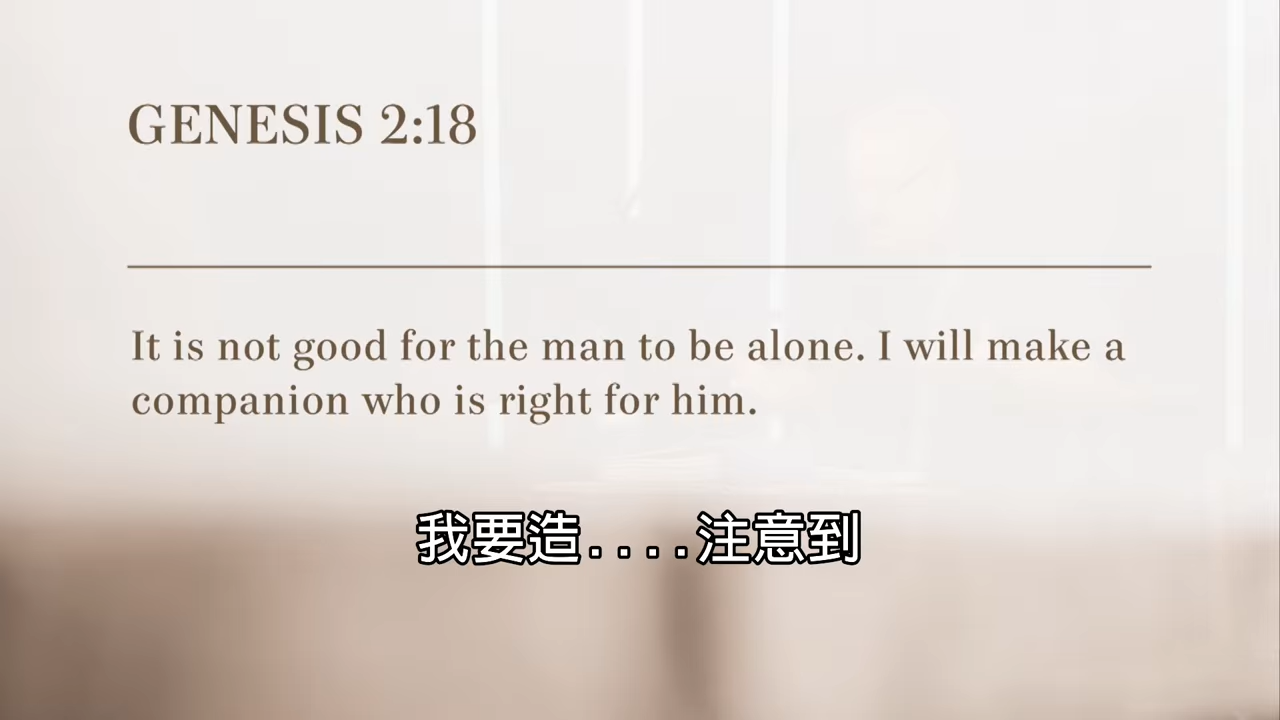 GENESIS 2:18
It is not good for the man to be alone. I will make a
companion who is right for him.
我要造....注意到